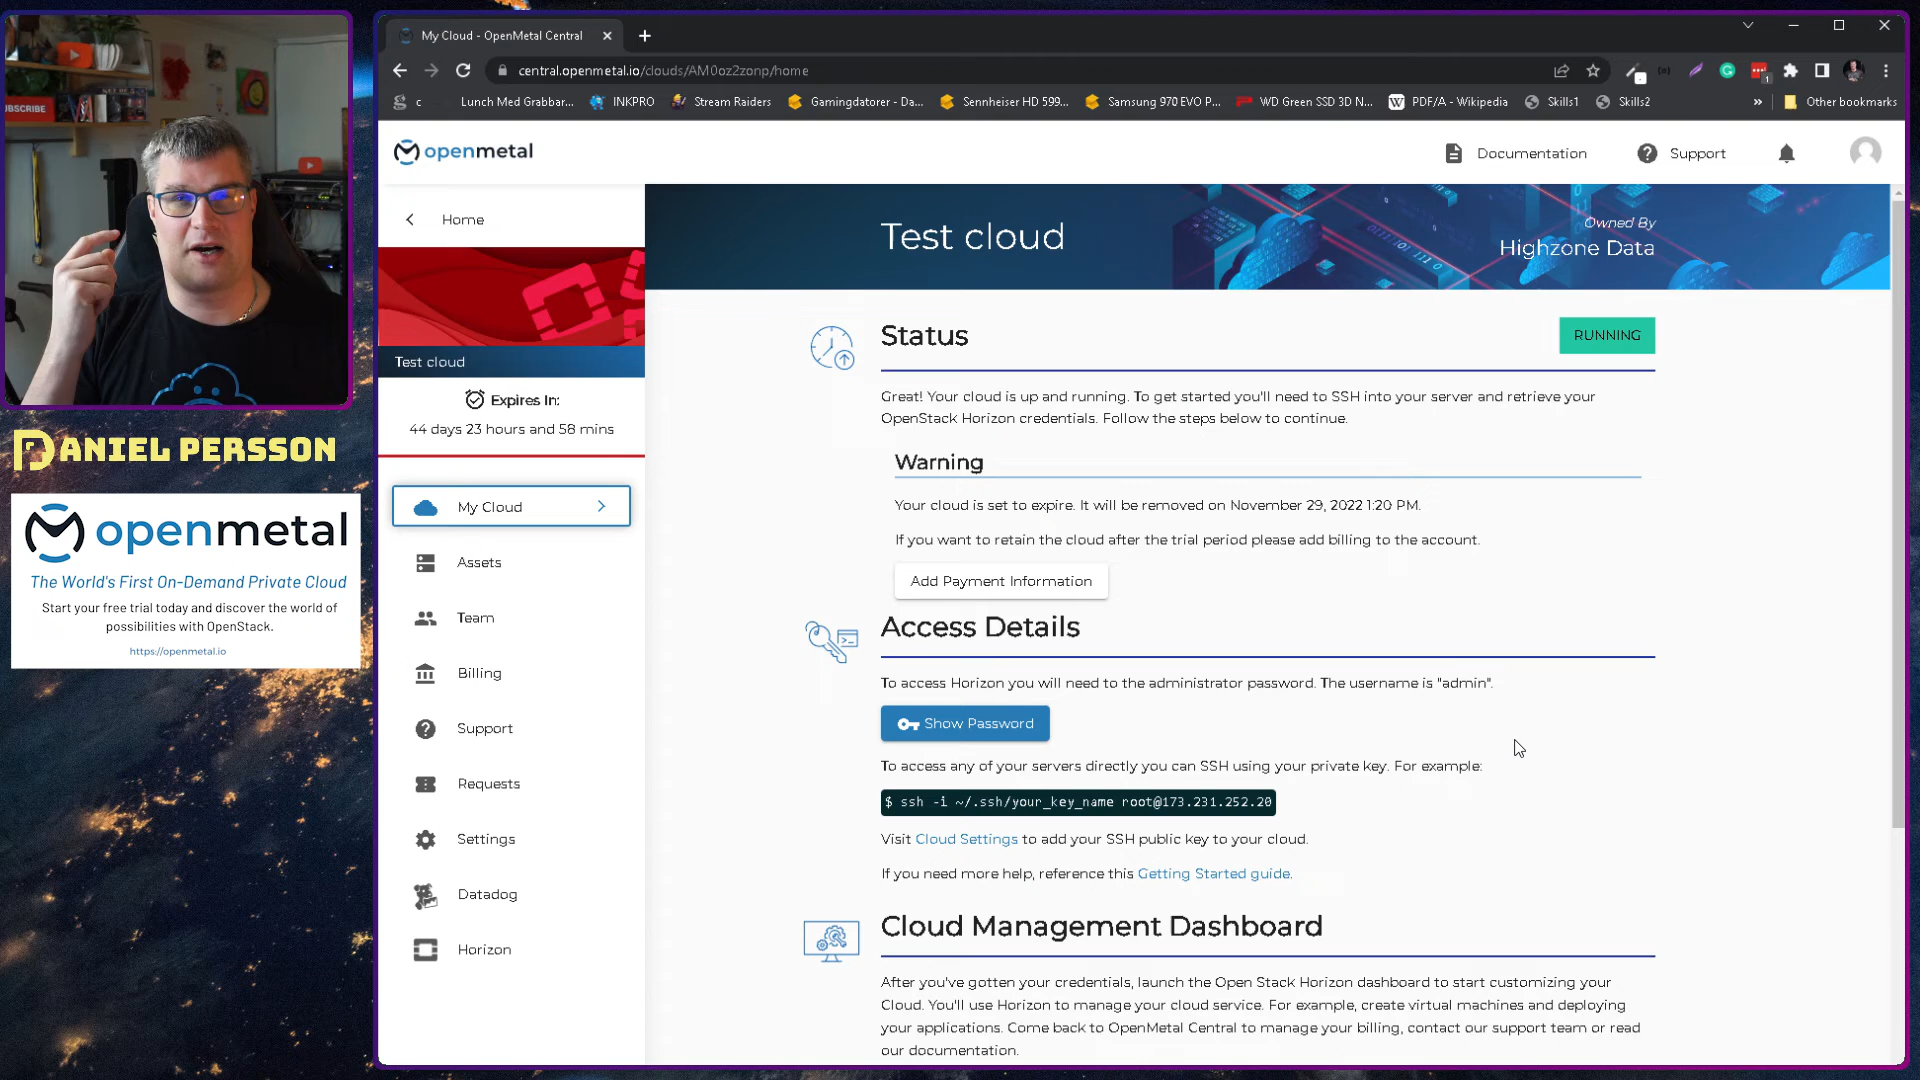 My Cloud - OpenMetal Central
central.openmetal.io/clouds/AM0oz2zonp/home
c
Lunch Med Grabbar...
INKPRO
Stream Raiders
Gamingdatorer - Da...
Sennheiser HD 599...
Samsung 970 EVO P...
WD Green SSD 3D N...
PDF/A - Wikipedia
Skills1
Skills2
»
Other bookmarks
openmetal
Documentation
Support
Home
Test cloud
Expires In:
44 days 23 hours and 58 mins
My Cloud
Assets
Team
Billing
Support
Requests
Settings
Datadog
Horizon
Test cloud
Owned By
Highzone Data
Status
RUNNING
Great! Your cloud is up and running. To get started you'll need to SSH into your server and retrieve your
OpenStack Horizon credentials. Follow the steps below to continue.
Warning
Your cloud is set to expire. It will be removed on November 29, 2022 1:20 PM.
If you want to retain the cloud after the trial period please add billing to the account.
Add Payment Information
Access Details
To access Horizon you will need to the administrator password. The username is "admin".
Show Password
To access any of your servers directly you can SSH using your private key. For example:
$ ssh -i ~/.ssh/your_key_name root@173.231.252.20
Visit Cloud Settings to add your SSH public key to your cloud.
If you need more help, reference this Getting Started guide.
Cloud Management Dashboard
After you've gotten your credentials, launch the Open Stack Horizon dashboard to start customizing your
Cloud. You'll use Horizon to manage your cloud service. For example, create virtual machines and deploying
your applications. Come back to OpenMetal Central to manage your billing, contact our support team or read
our documentation.
SUBSCRIBE
DANIEL PERSSON
openmetal
The World's First On-Demand Private Cloud
Start your free trial today and discover the world of
possibilities with OpenStack.
https://openmetal.io